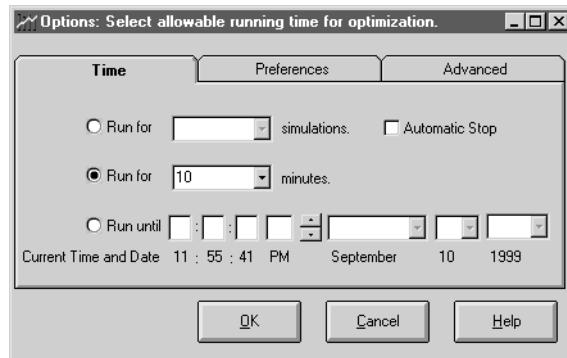 Options: Select allowable running time for optimization.
Time Preferences Advanced
Run for simulations. Automatic Stop
Run for 10 minutes.
Run until : : :
Current Time and Date 11 : 55 : 41 PM September 10 1999
OK Cancel Help